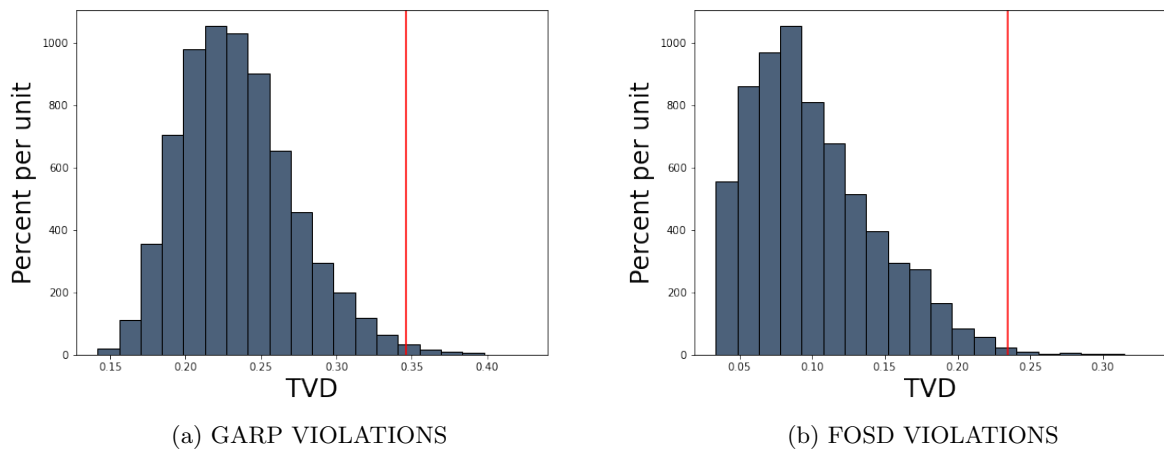 Percent per unit
1000
800
600
400
200
0
0.15 0.20 0.25 0.30 0.35 0.40
TVD
(a) GARP VIOLATIONS
Percent per unit
1000
800
600
400
200
0
0.05 0.10 0.15 0.20 0.25 0.30
TVD
(b) FOSD VIOLATIONS